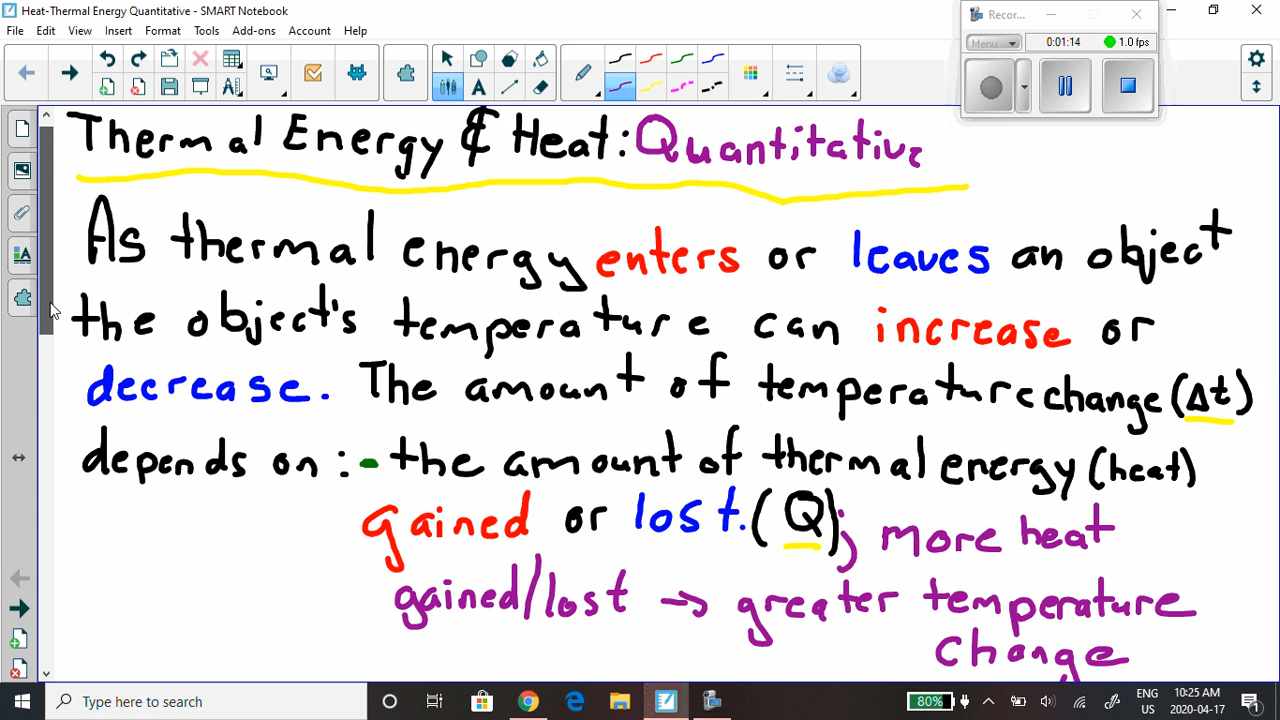 Heat-Thermal Energy Quantitative - SMART Notebook
File Edit View Insert Format Tools Add-ons Account Help
Recor...
Menu 0:01:14 1.0 fps
Thermal Energy & Heat: Quantitative
As thermal energy enters or leaves an object
the object's temperature can increase or
decrease. The amount of temperature change (Δt)
depends on: - the amount of thermal energy (heat)
gained or lost. (Q); more heat
gained/lost → greater temperature
change
Type here to search
80%
ENG
US
10:25 AM
2020-04-17
1